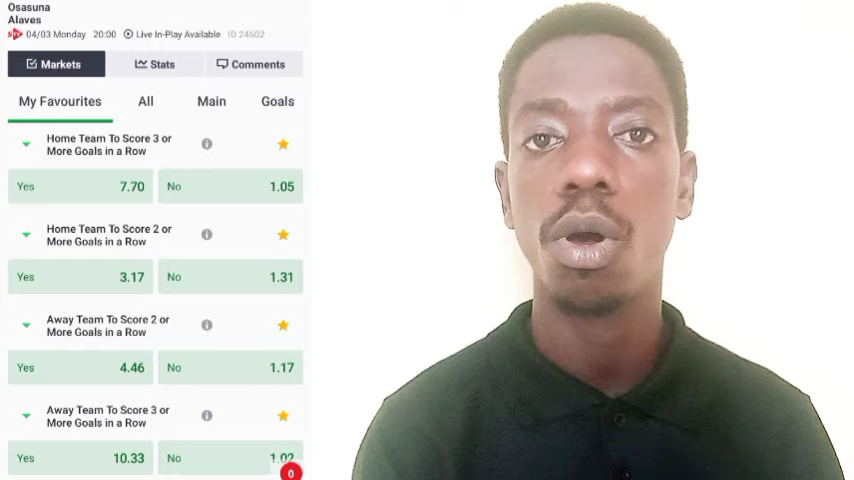 Osasuna
Alaves
04/03 Monday 20:00 Live In-Play Available ID 24602
Markets Stats Comments
My Favourites All Main Goals
Home Team To Score 3 or
More Goals in a Row
Yes 7.70 No 1.05
Home Team To Score 2 or
More Goals in a Row
Yes 3.17 No 1.31
Away Team To Score 2 or
More Goals in a Row
Yes 4.46 No 1.17
Away Team To Score 3 or
More Goals in a Row
Yes 10.33 No 1.02
0